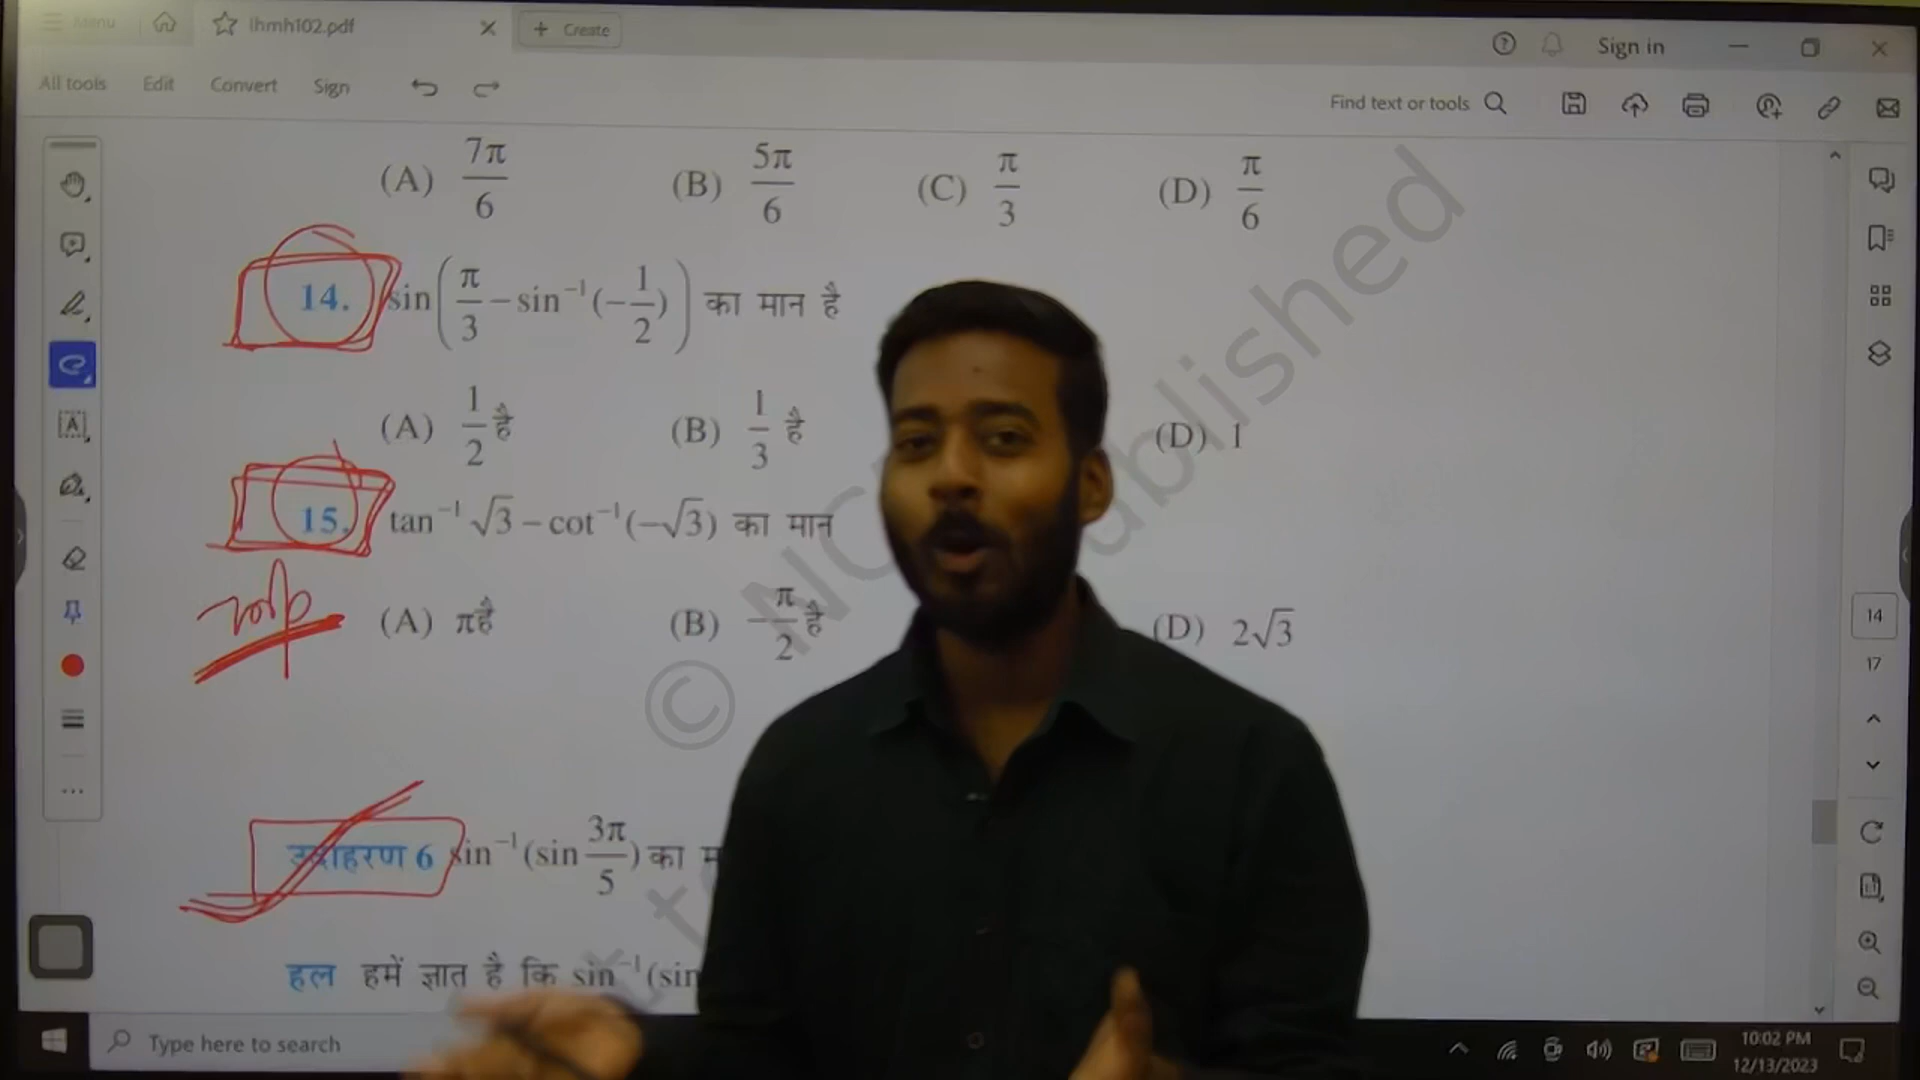 Menu lhmh102.pdf + Create Sign in
All tools Edit Convert Sign Find text or tools
(A) 7π/6 (B) 5π/6 (C) π/3 (D) π/6
14. sin(π/3 − sin⁻¹(−1/2)) का मान है
(A) 1/2 है (B) 1/3 है (D) 1
15. tan⁻¹ √3 − cot⁻¹(−√3) का मान
(A) π है (B) −π/2 है (D) 2√3
14
17
उदाहरण 6 sin⁻¹(sin 3π/5) का
हल हमें ज्ञात है कि sin⁻¹(sin
Type here to search
10:02 PM
12/13/2023